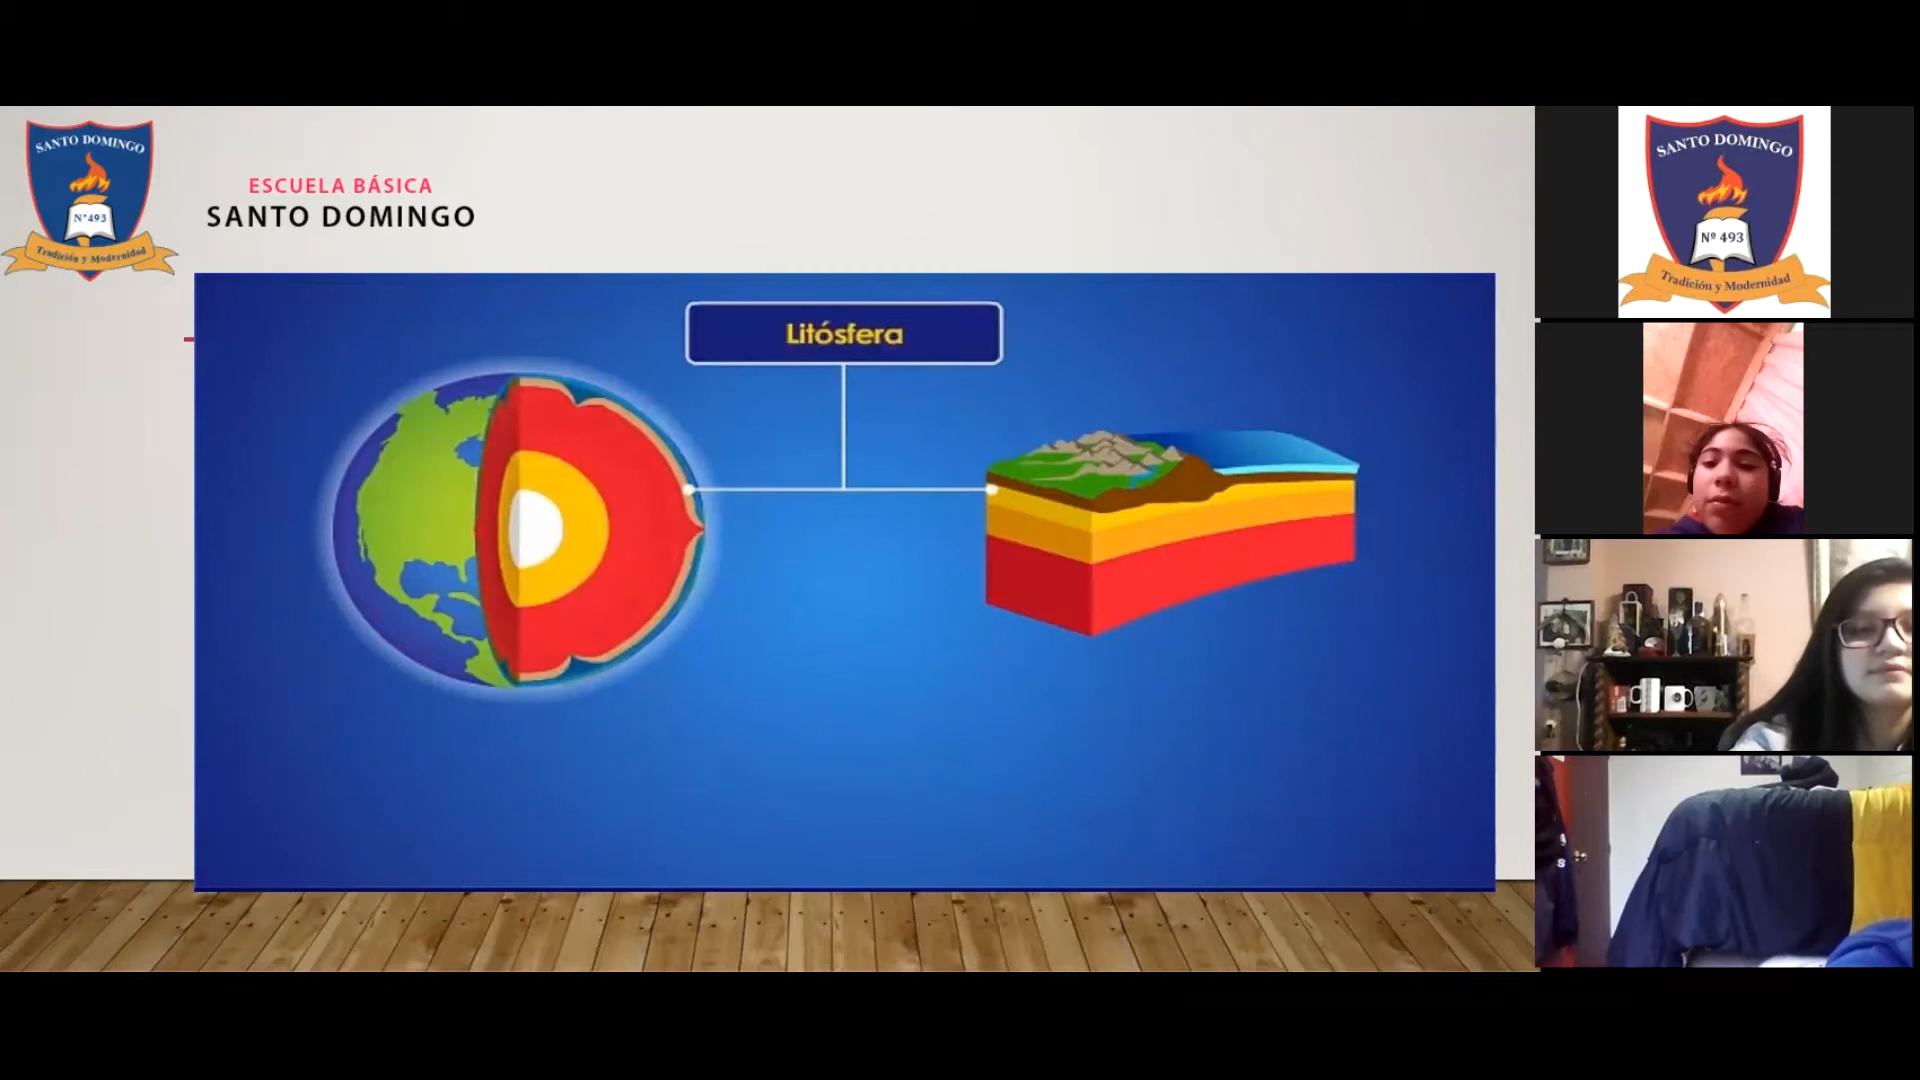 SANTO DOMINGO
N°493
Tradición y Modernidad
ESCUELA BÁSICA
SANTO DOMINGO
Litósfera
SANTO DOMINGO
Nº 493
Tradición y Modernidad